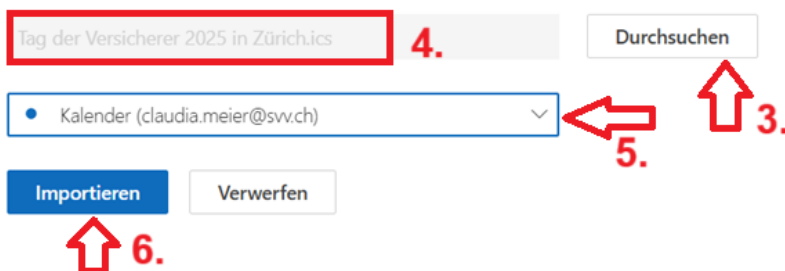 Tag der Versicherer 2025 in Zürich.ics 4. Durchsuchen
3.
Kalender (claudia.meier@svv.ch)
5.
Importieren Verwerfen
6.